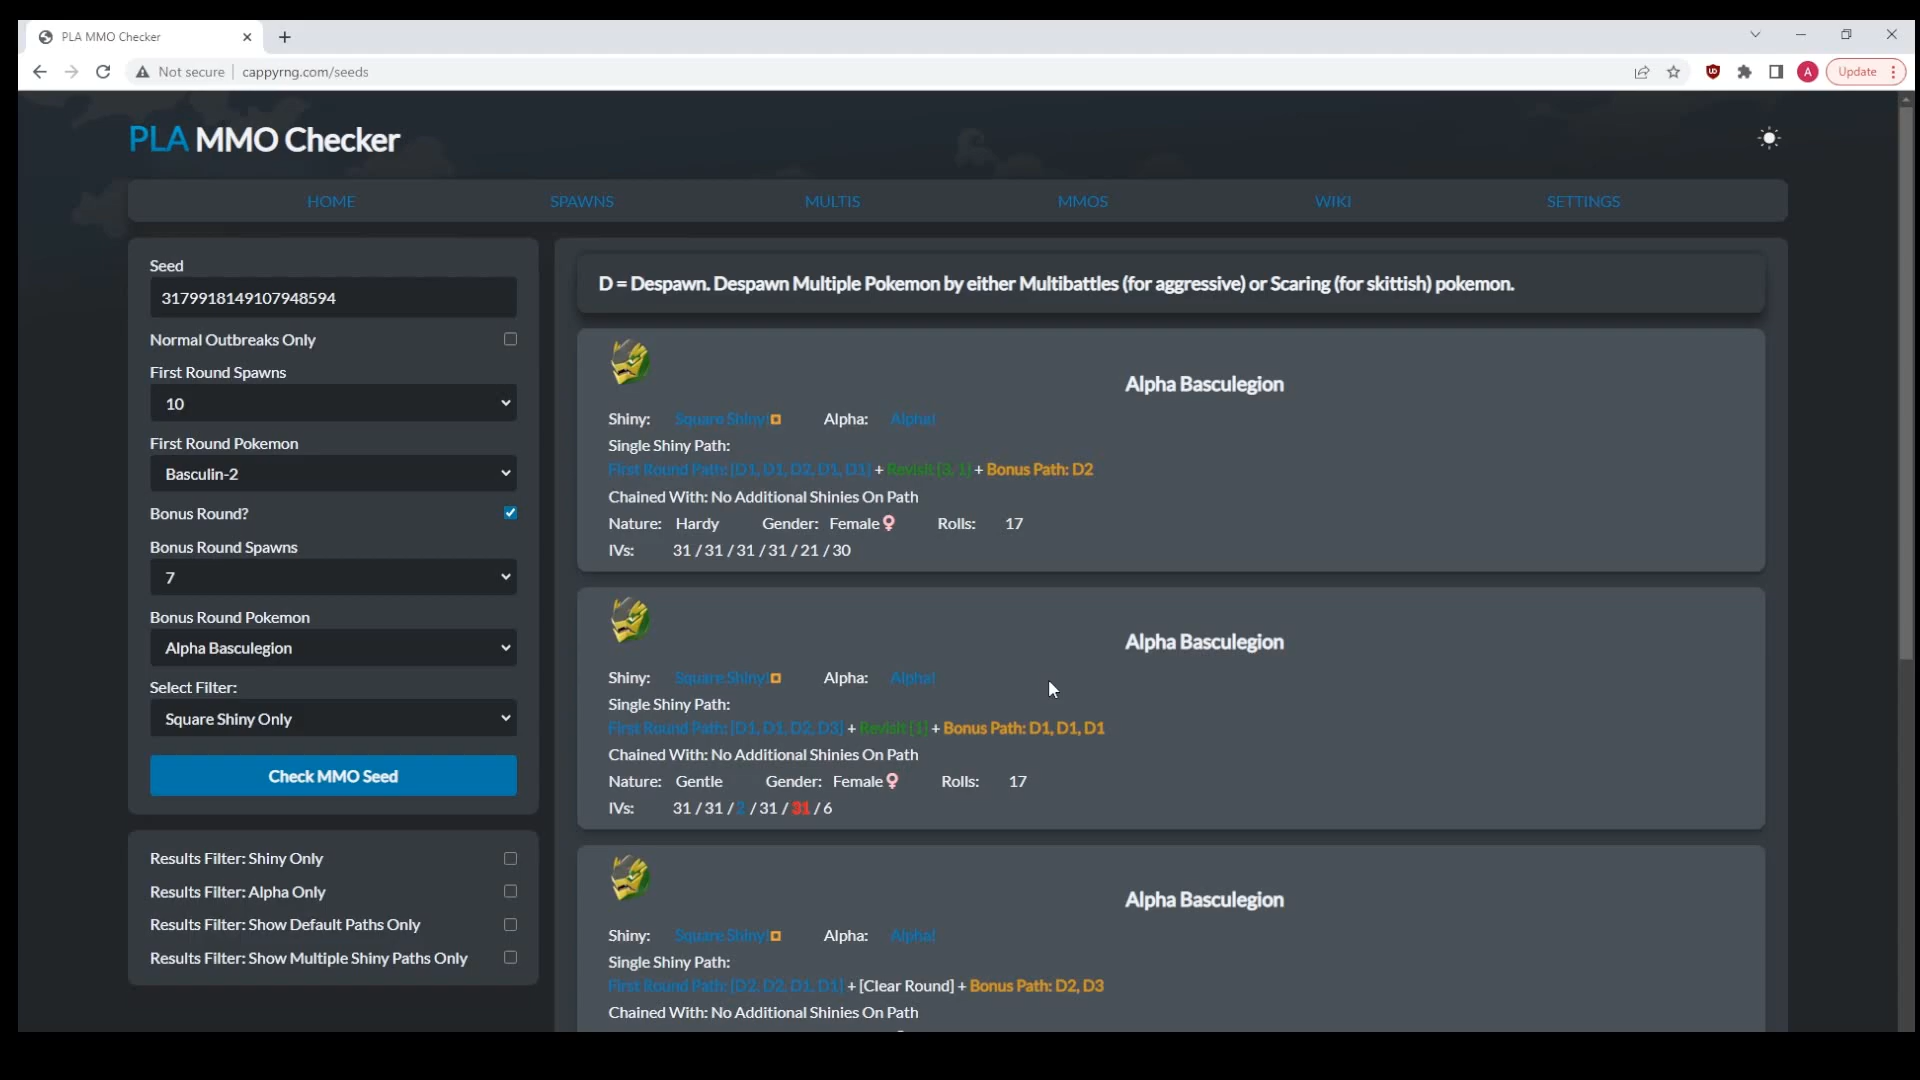 PLA MMO Checker
Not secure
cappyrng.com/seeds
A
Update
PLA MMO Checker
HOME
SPAWNS
MULTIS
MMOS
WIKI
SETTINGS
Seed
3179918149107948594
Normal Outbreaks Only
First Round Spawns
10
First Round Pokemon
Basculin-2
Bonus Round?
Bonus Round Spawns
7
Bonus Round Pokemon
Alpha Basculegion
Select Filter:
Square Shiny Only
Check MMO Seed
Results Filter: Shiny Only
Results Filter: Alpha Only
Results Filter: Show Default Paths Only
Results Filter: Show Multiple Shiny Paths Only
D = Despawn. Despawn Multiple Pokemon by either Multibattles (for aggressive) or Scaring (for skittish) pokemon.
Alpha Basculegion
Shiny: Square Shiny! Alpha: Alpha!
Single Shiny Path:
First Round Path: [D1, D1, D2, D1, D1] + Revisit [3, 1] + Bonus Path: D2
Chained With: No Additional Shinies On Path
Nature: Hardy Gender: Female♀ Rolls: 17
IVs: 31 / 31 / 31 / 31 / 21 / 30
Alpha Basculegion
Shiny: Square Shiny! Alpha: Alpha!
Single Shiny Path:
First Round Path: [D1, D1, D2, D3] + Revisit [1] + Bonus Path: D1, D1, D1
Chained With: No Additional Shinies On Path
Nature: Gentle Gender: Female♀ Rolls: 17
IVs: 31 / 31 / 2 / 31 / 31 / 6
Alpha Basculegion
Shiny: Square Shiny! Alpha: Alpha!
Single Shiny Path:
First Round Path: [D2, D2, D1, D1] + [Clear Round] + Bonus Path: D2, D3
Chained With: No Additional Shinies On Path